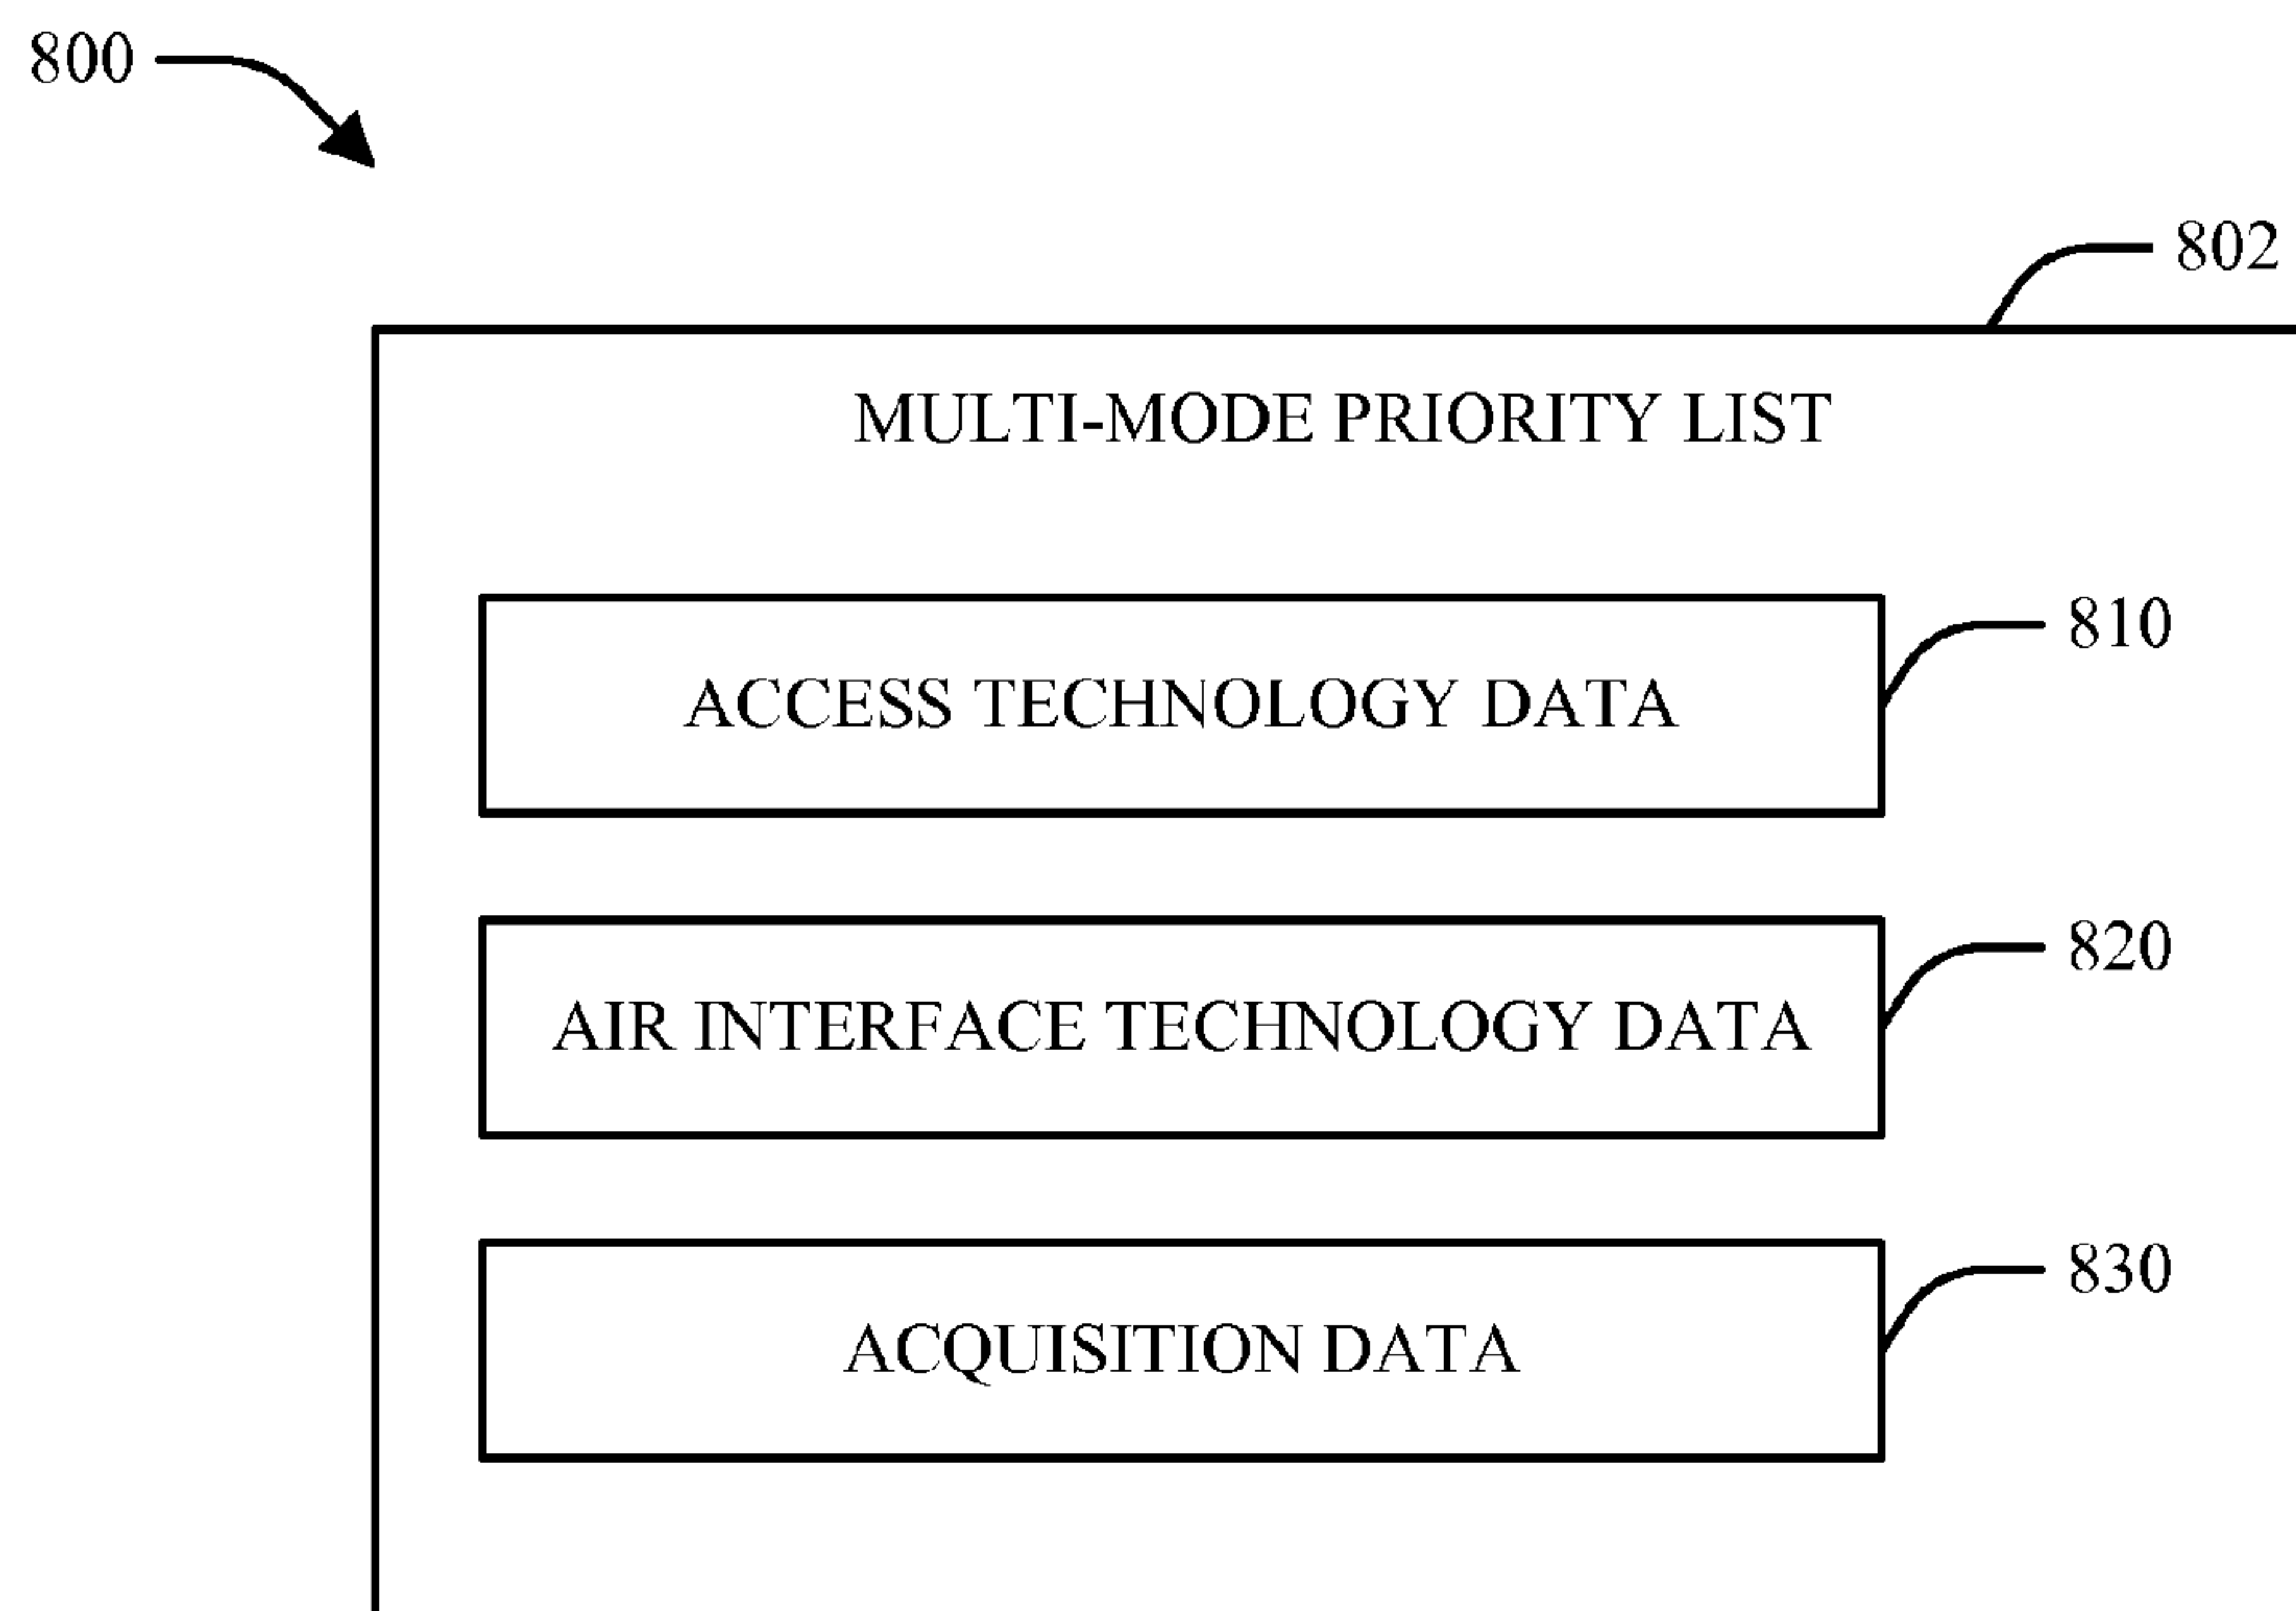 800
802
MULTI-MODE PRIORITY LIST
810
ACCESS TECHNOLOGY DATA
820
AIR INTERFACE TECHNOLOGY DATA
830
ACQUISITION DATA